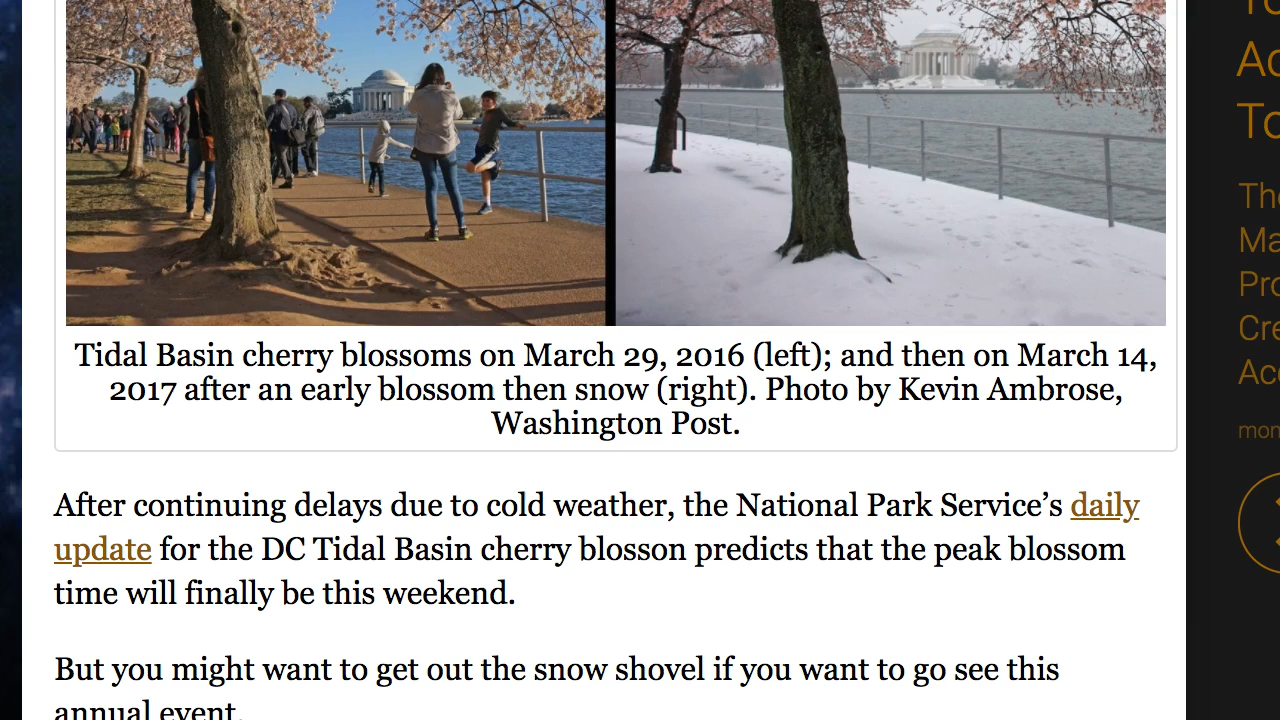 Tidal Basin cherry blossoms on March 29, 2016 (left); and then on March 14,
2017 after an early blossom then snow (right). Photo by Kevin Ambrose,
Washington Post.
After continuing delays due to cold weather, the National Park Service’s daily
update for the DC Tidal Basin cherry blosson predicts that the peak blossom
time will finally be this weekend.
But you might want to get out the snow shovel if you want to go see this
annual event.